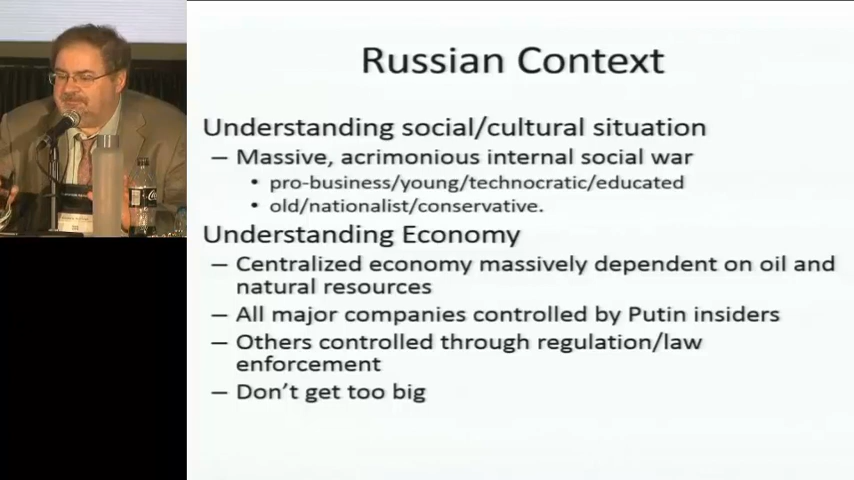 Russian Context
Understanding social/cultural situation
– Massive, acrimonious internal social war
• pro-business/young/technocratic/educated
• old/nationalist/conservative.
Understanding Economy
– Centralized economy massively dependent on oil and
natural resources
– All major companies controlled by Putin insiders
– Others controlled through regulation/law
enforcement
– Don't get too big